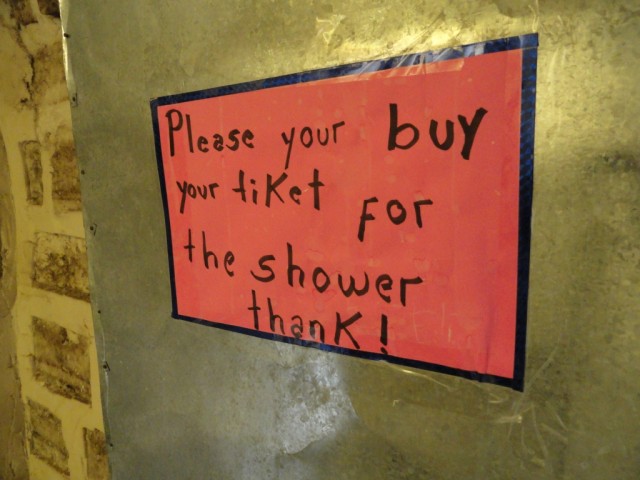 Please your buy
your tiket for
the shower
thank!